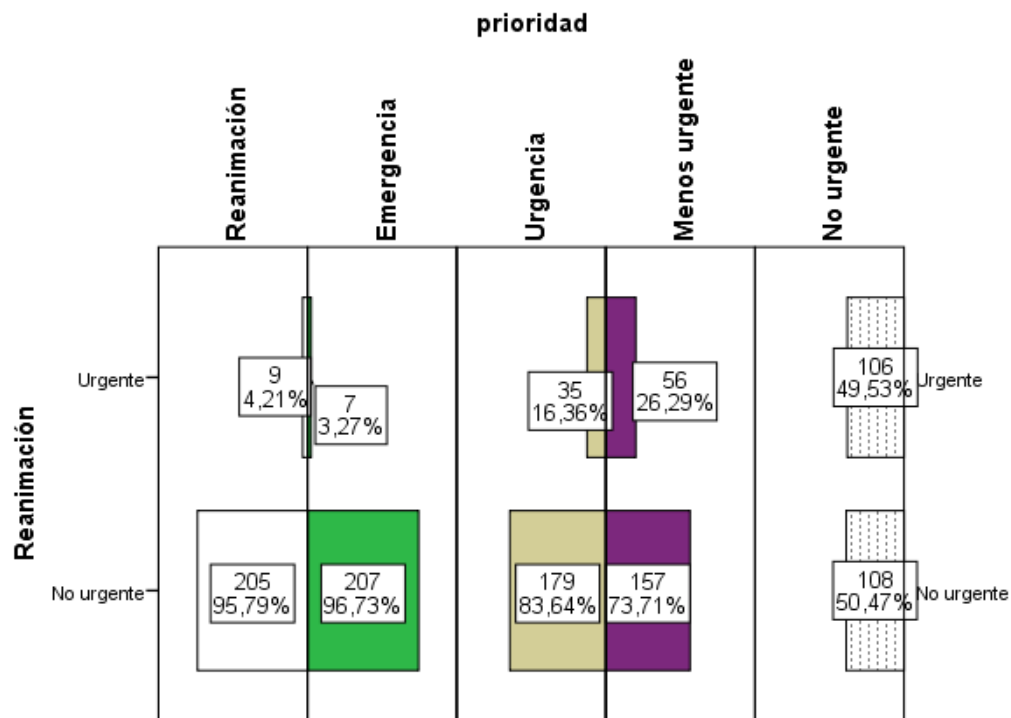 prioridad
Reanimación
Emergencia
Urgencia
Menos urgente
No urgente
Reanimación
Urgente
9
4,21%
7
3,27%
35
16,36%
56
26,29%
106
49,53%
Urgente
No urgente
205
95,79%
207
96,73%
179
83,64%
157
73,71%
108
50,47%
No urgente